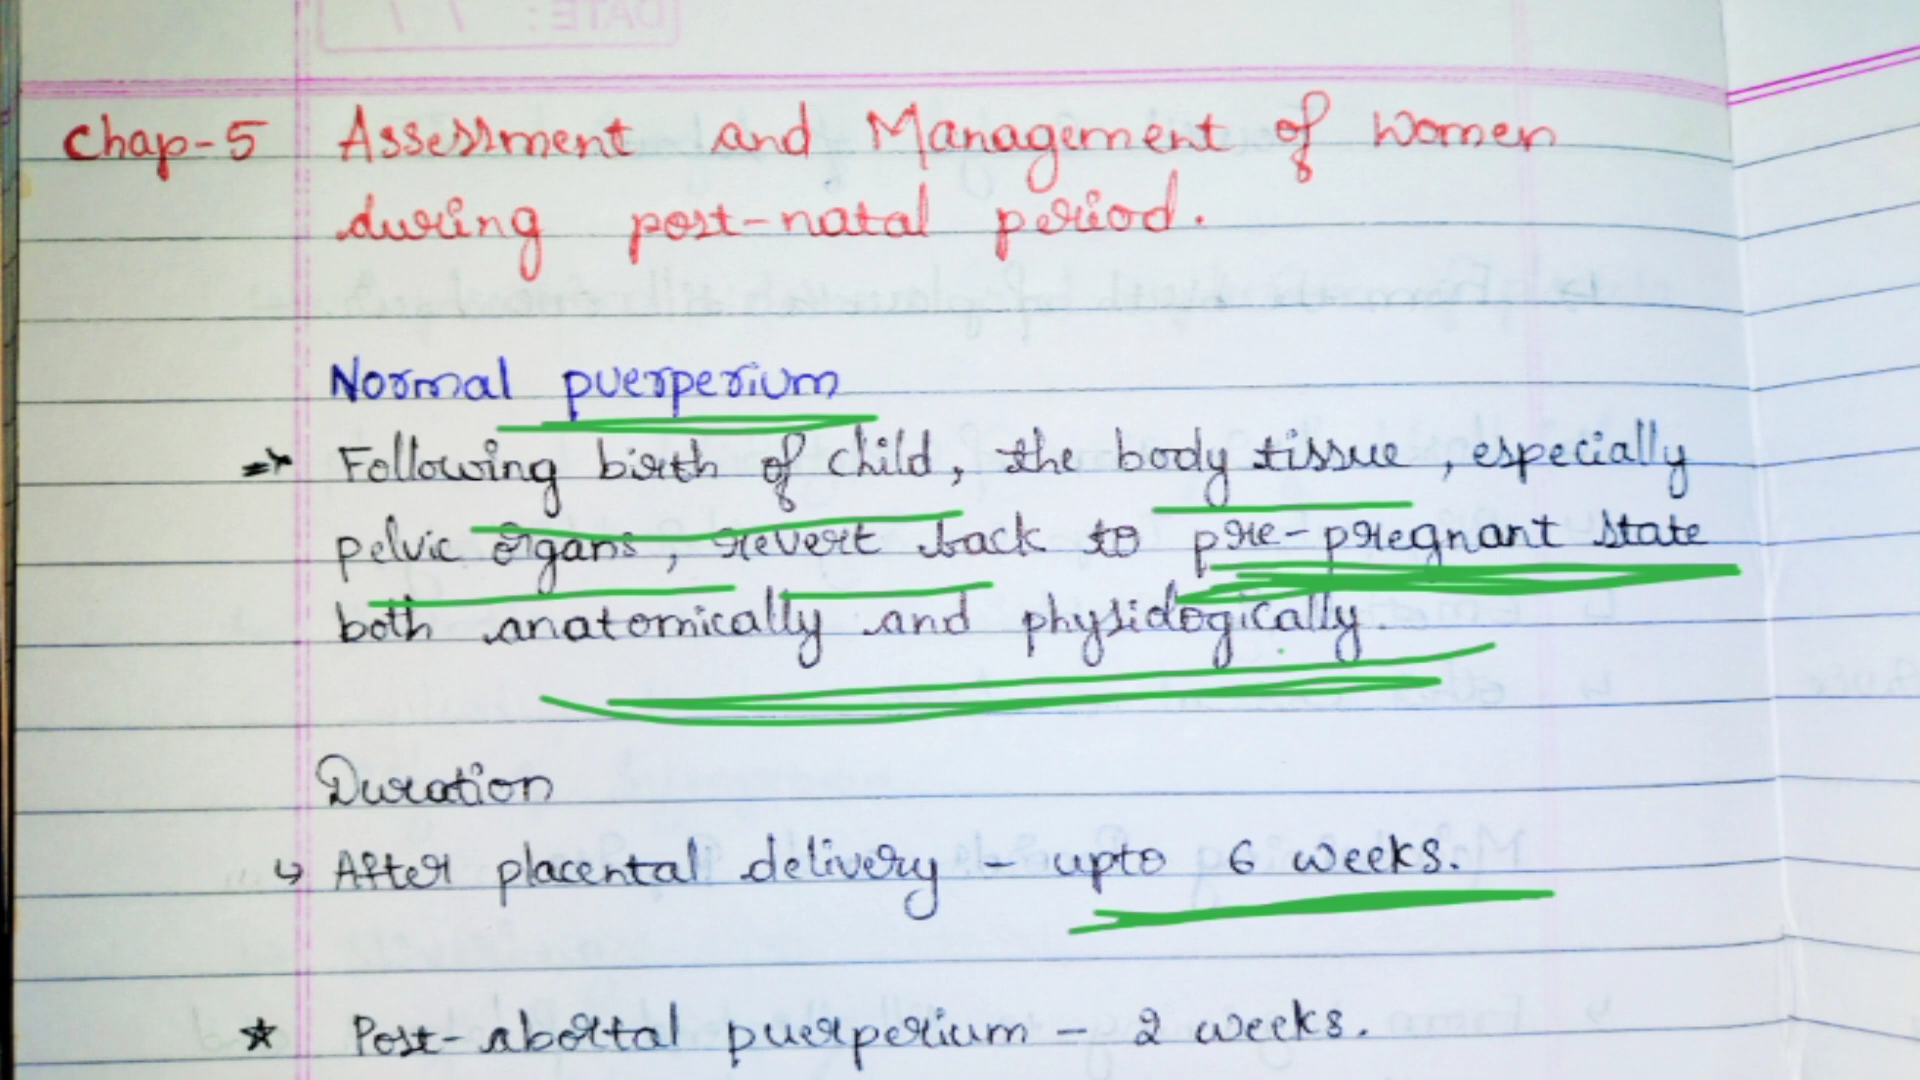 Chap-5 Assessment and Management of women
during post-natal period.
Normal puerperium
→ Following birth of child, the body tissue, especially
pelvic organs, revert back to pre-pregnant state
both anatomically and physiologically.
Duration
↳ After placental delivery - upto 6 weeks.
★ Post-abortal puerperium - 2 weeks.